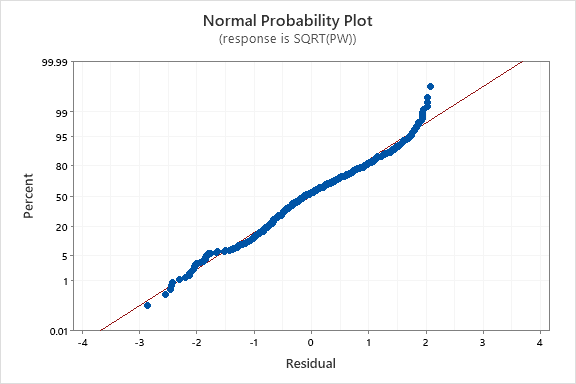 Normal Probability Plot
(response is SQRT(PW))
99.99
99
95
80
50
20
5
1
0.01
Percent
-4 -3 -2 -1 0 1 2 3 4
Residual